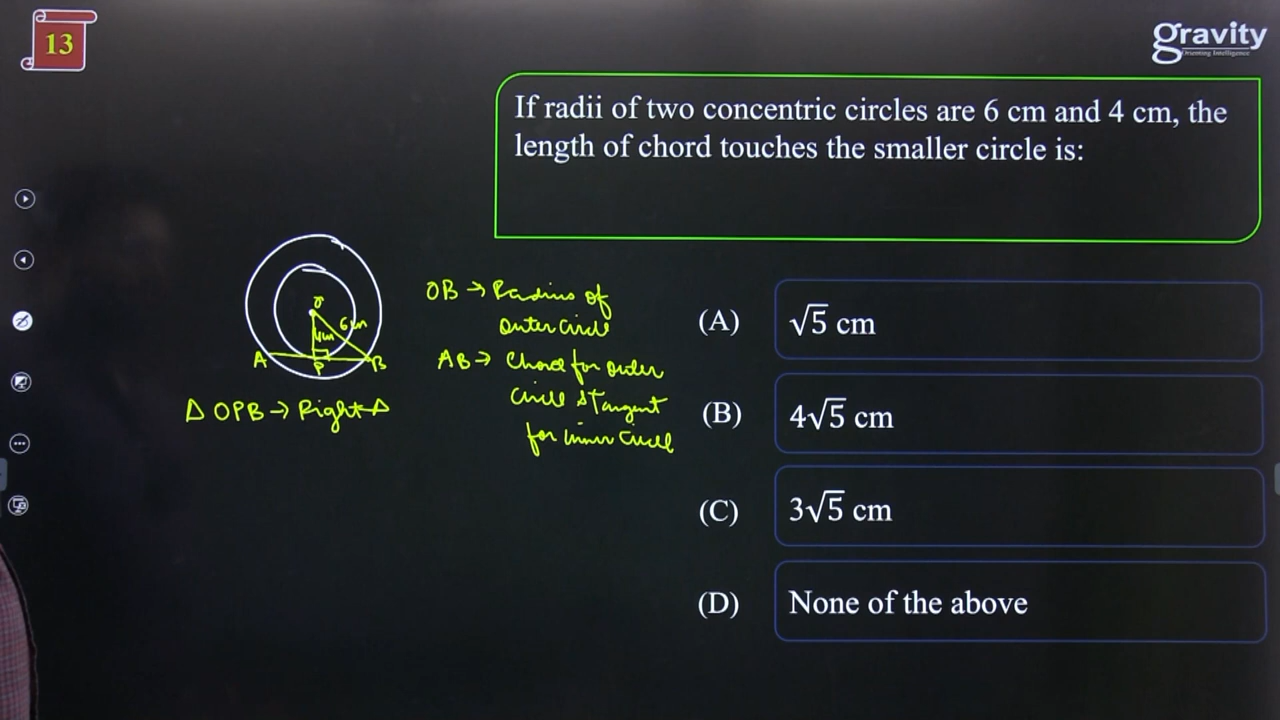 13
gravity
Orienting Intelligence
If radii of two concentric circles are 6 cm and 4 cm, the
length of chord touches the smaller circle is:
O
6cm
4cm
A
P
B
OB → Radius of
outer circle
AB → Chord for outer
circle & Tangent
for inner circle
Δ OPB → Right Δ
(A) √5 cm
(B) 4√5 cm
(C) 3√5 cm
(D) None of the above